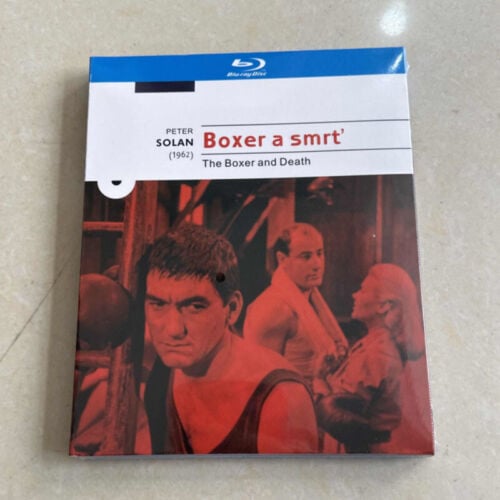 Blu-ray Disc
PETER
SOLAN
(1962)
Boxer a smrt'
The Boxer and Death